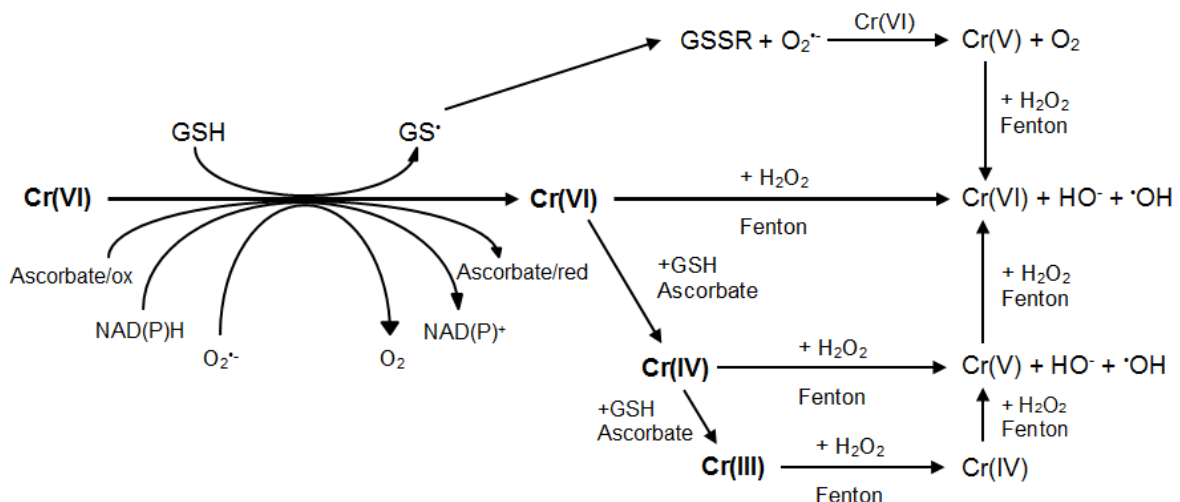 GSSR + O₂•- Cr(VI) Cr(V) + O₂
+ H₂O₂
Fenton
GSH GS•
Cr(VI) Cr(VI) + H₂O₂ Cr(VI) + HO- + •OH
Fenton
Ascorbate/ox Ascorbate/red
+GSH
Ascorbate
+ H₂O₂
Fenton
NAD(P)H NAD(P)+
O₂•- O₂
Cr(IV) + H₂O₂ Cr(V) + HO- + •OH
Fenton
+GSH
Ascorbate
+ H₂O₂
Fenton
Cr(III) + H₂O₂ Cr(IV)
Fenton